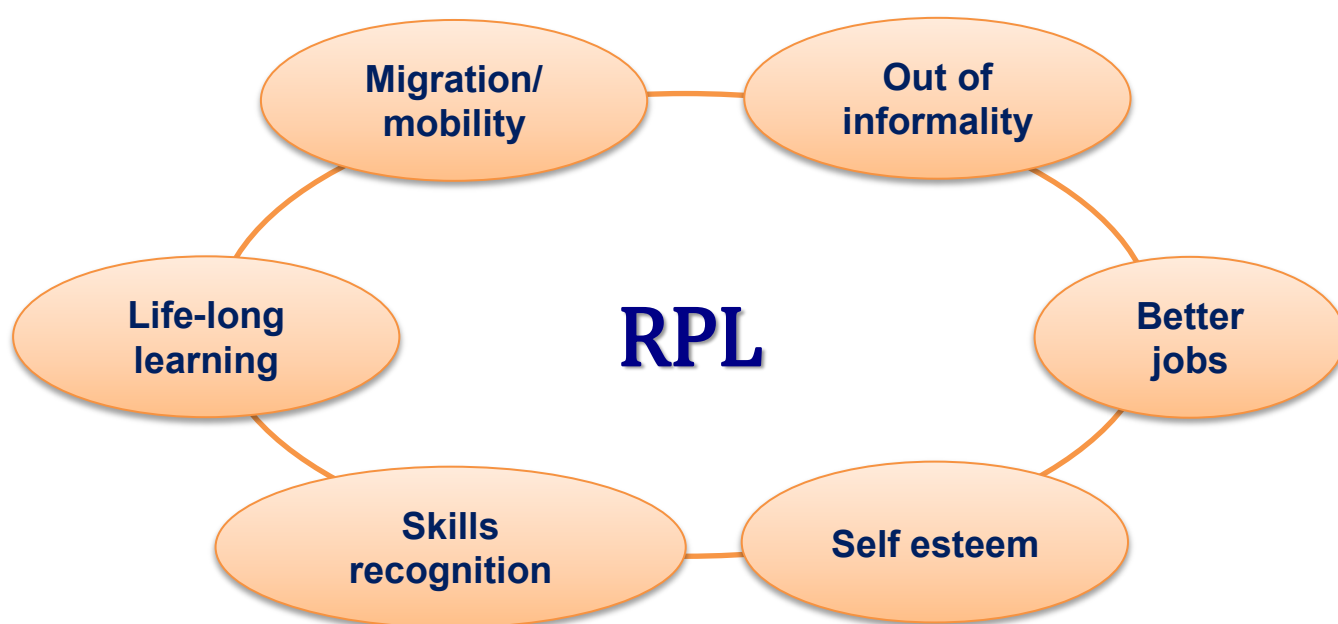 Migration/
mobility
Out of
informality
Life-long
learning
RPL
Better
jobs
Skills
recognition
Self esteem